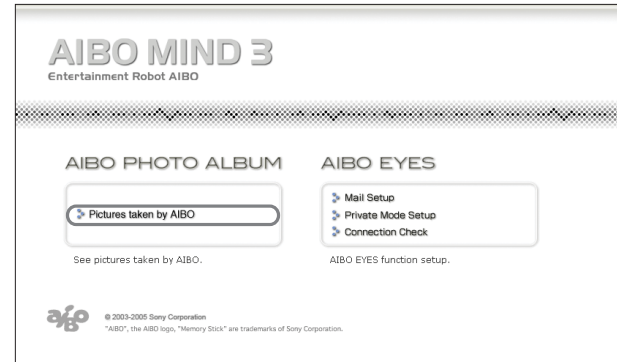 AIBO MIND 3
Entertainment Robot AIBO
AIBO PHOTO ALBUM
Pictures taken by AIBO
See pictures taken by AIBO.
AIBO EYES
Mail Setup
Private Mode Setup
Connection Check
AIBO EYES function setup.
aibo
© 2003-2005 Sony Corporation
"AIBO", the AIBO logo, "Memory Stick" are trademarks of Sony Corporation.